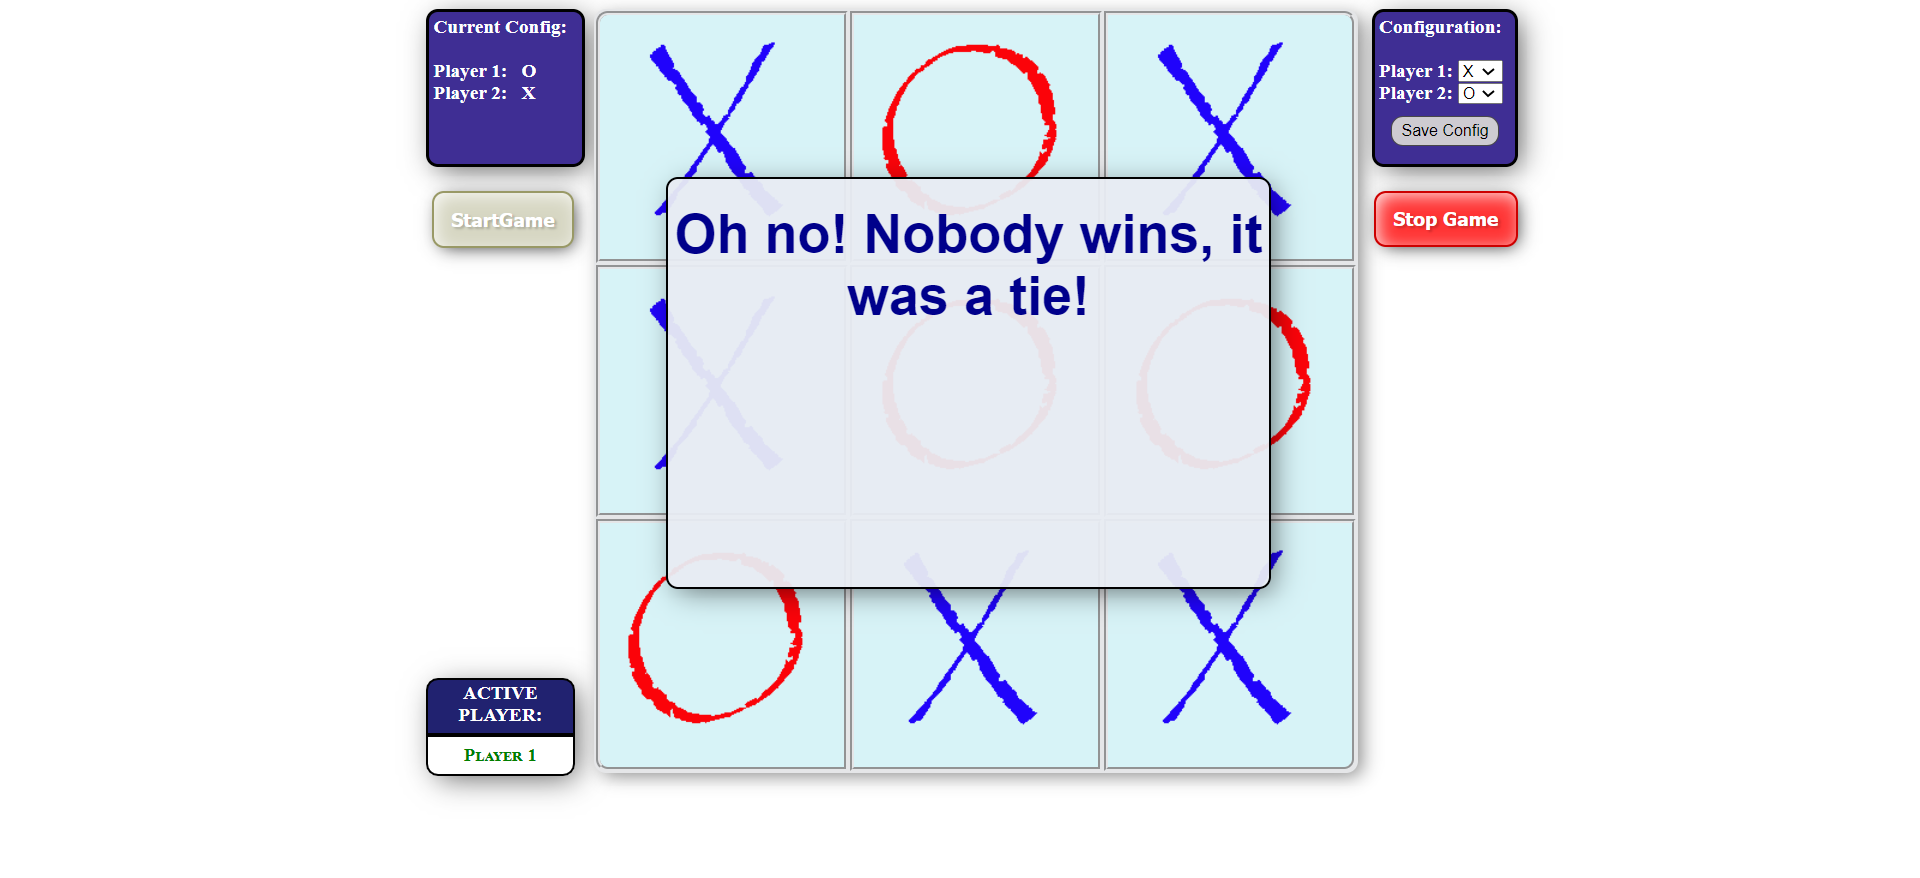 Current Config:
Player 1: O
Player 2: X
StartGame
Oh no! Nobody wins, it
was a tie!
Configuration:
Player 1: X
Player 2: O
Save Config
Stop Game
ACTIVE
PLAYER:
Player 1